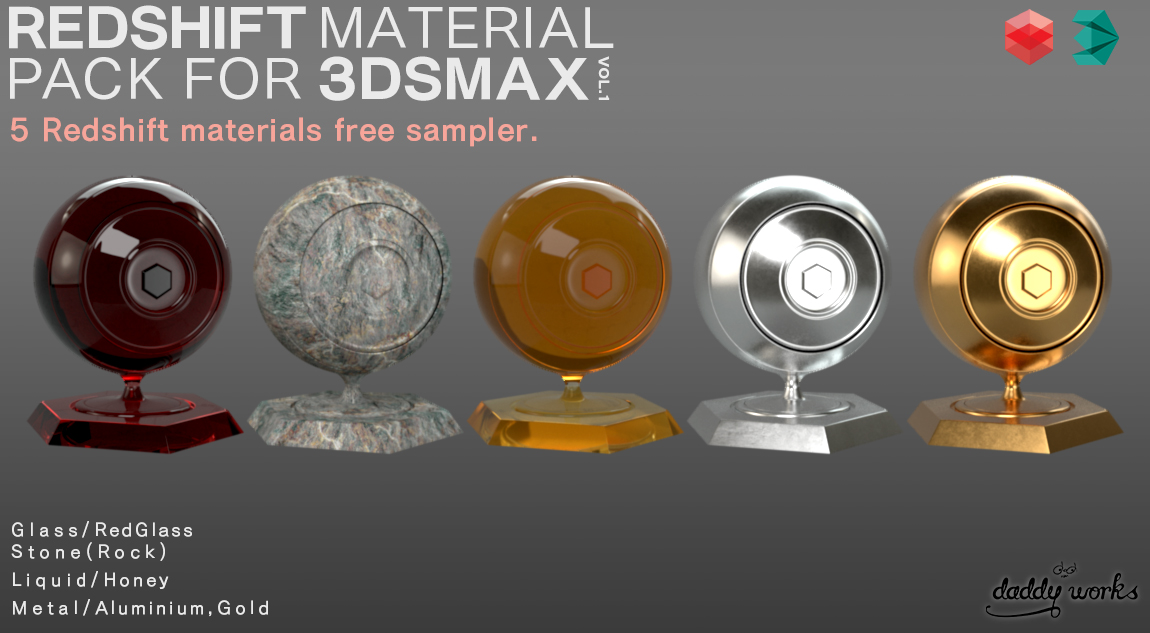 REDSHIFT MATERIAL
PACK FOR 3DSMAX VOL.1
5 Redshift materials free sampler.
Glass/RedGlass
Stone(Rock)
Liquid/Honey
Metal/Aluminium,Gold
daddy works